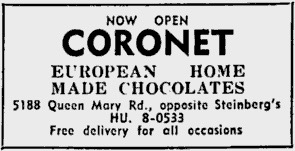 NOW OPEN
CORONET
EUROPEAN HOME
MADE CHOCOLATES
5188 Queen Mary Rd., opposite Steinberg's
HU. 8-0533
Free delivery for all occasions